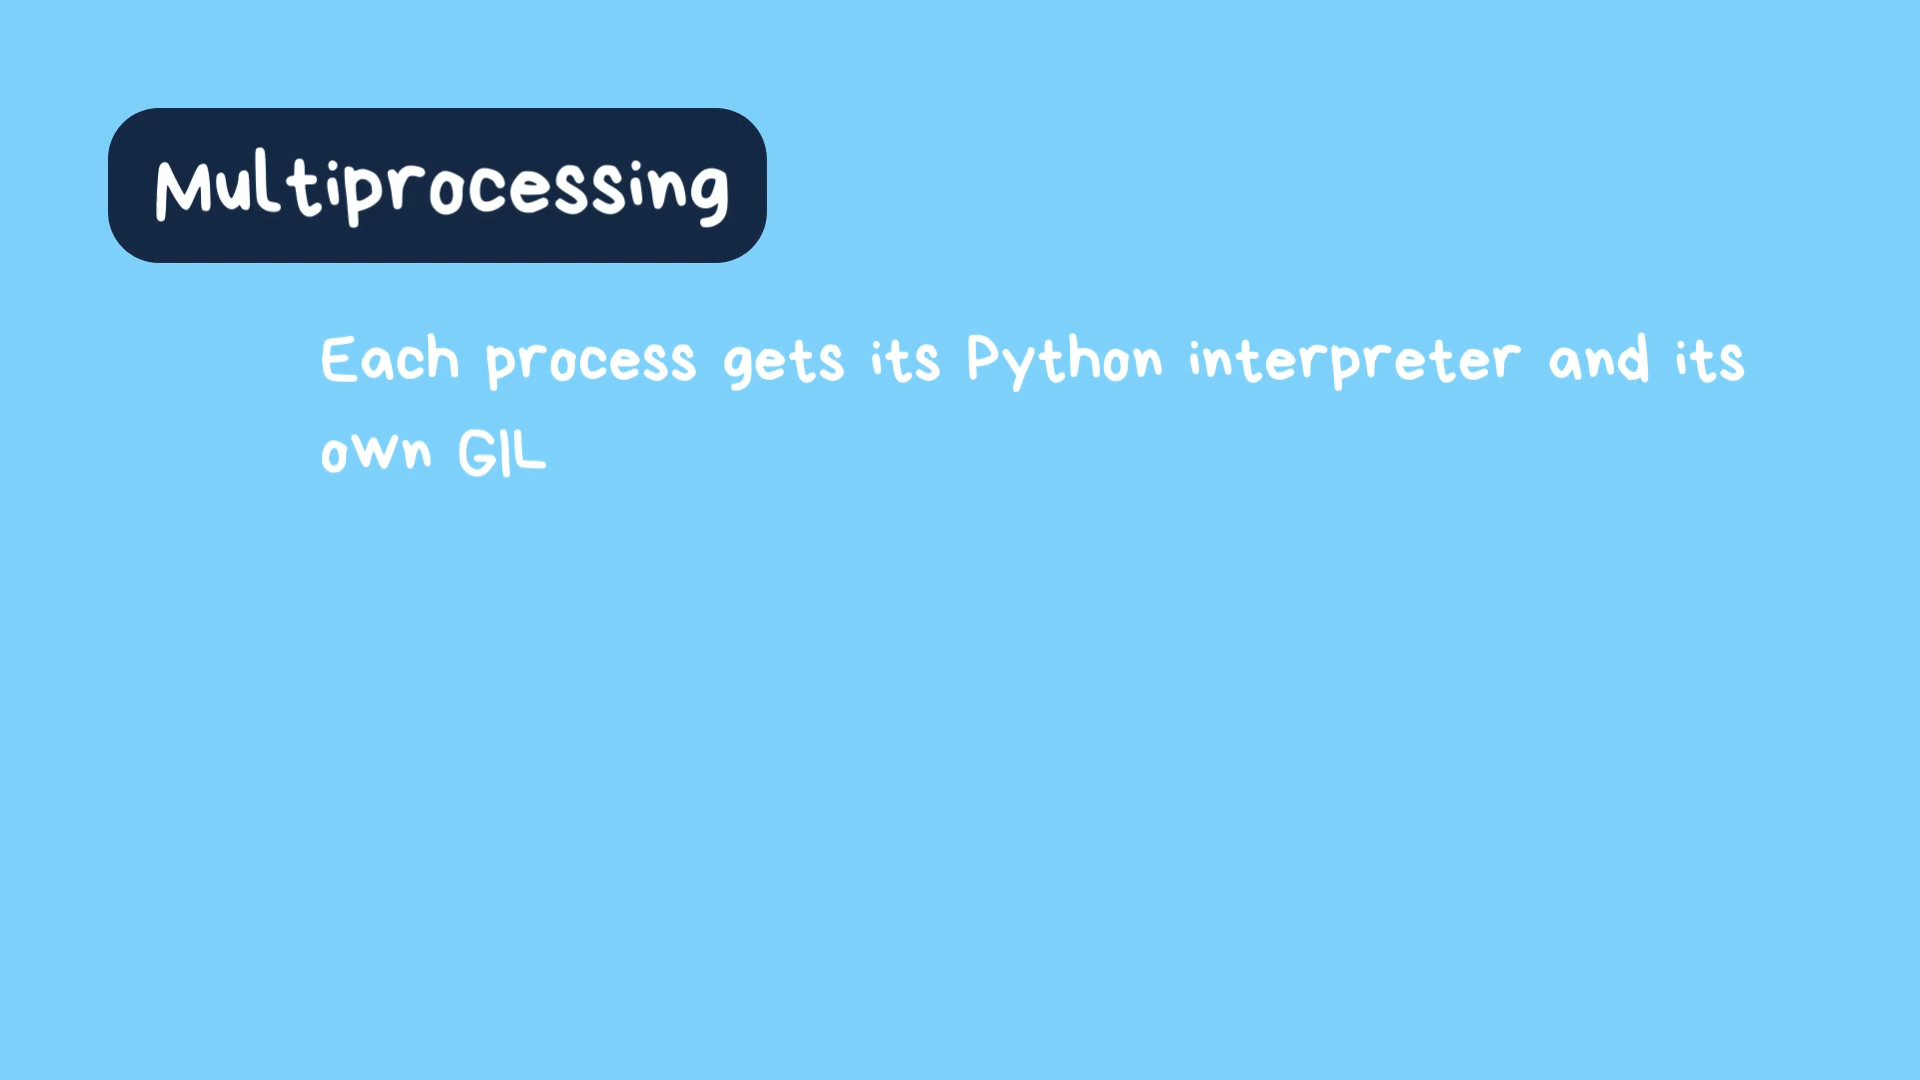 Multiprocessing
Each process gets its Python interpreter and its
own GIL